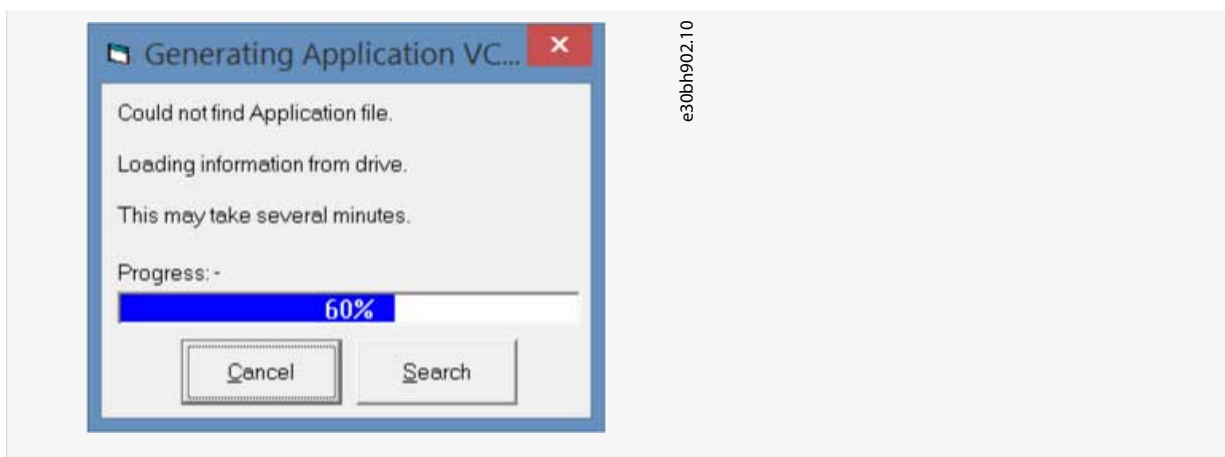 Generating Application VC...
Could not find Application file.
Loading information from drive.
This may take several minutes.
Progress: -
60%
Cancel
Search
e30bh902.10